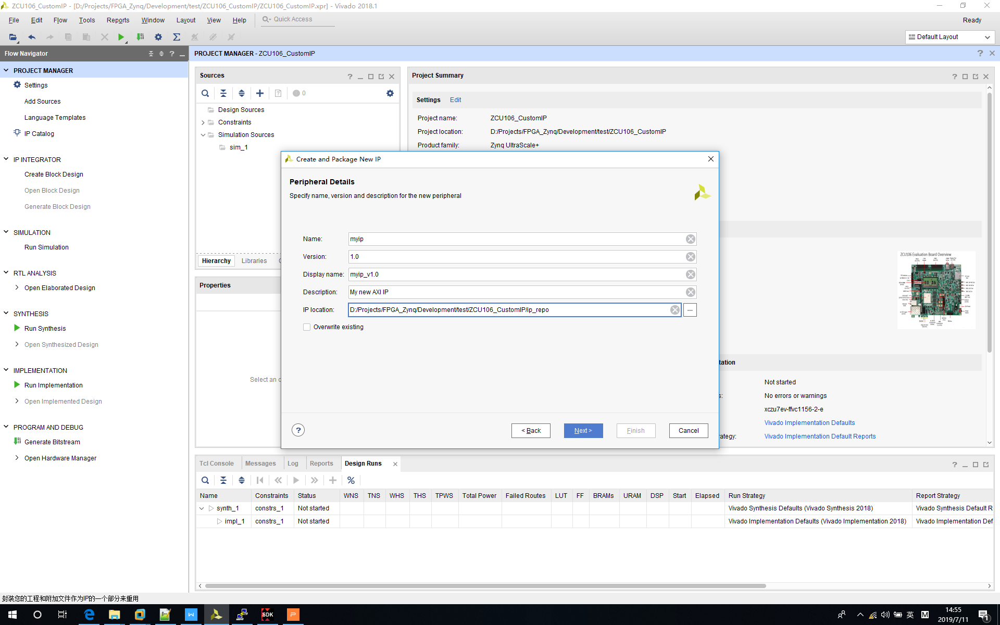 ZCU106_CustomIP - [D:/Projects/FPGA_Zynq/Development/test/ZCU106_CustomIP/ZCU106_CustomIP.xpr] - Vivado 2018.1
File Edit Flow Tools Reports Window Layout View Help Quick Access Ready
Default Layout
Flow Navigator
PROJECT MANAGER - ZCU106_CustomIP
PROJECT MANAGER
Settings
Add Sources
Language Templates
IP Catalog
IP INTEGRATOR
Create Block Design
Open Block Design
Generate Block Design
SIMULATION
Run Simulation
RTL ANALYSIS
Open Elaborated Design
SYNTHESIS
Run Synthesis
Open Synthesized Design
IMPLEMENTATION
Run Implementation
Open Implemented Design
PROGRAM AND DEBUG
Generate Bitstream
Open Hardware Manager
Sources
0
Design Sources
Constraints
Simulation Sources
sim_1
Hierarchy Libraries
Properties
Select an
Project Summary
Settings Edit
Project name: ZCU106_CustomIP
Project location: D:/Projects/FPGA_Zynq/Development/test/ZCU106_CustomIP
Product family: Zynq UltraScale+
ZCU106 Evaluation Board Overview
tation
Not started
s: No errors or warnings
xczu7ev-ffvc1156-2-e
Vivado Implementation Defaults
ategy: Vivado Implementation Default Reports
Create and Package New IP
Peripheral Details
Specify name, version and description for the new peripheral
Name: myip
Version: 1.0
Display name: myip_v1.0
Description: My new AXI IP
IP location: D:/Projects/FPGA_Zynq/Development/test/ZCU106_CustomIP/ip_repo ...
Overwrite existing
? < Back Next > Finish Cancel
Tcl Console Messages Log Reports Design Runs
Name Constraints Status WNS TNS WHS THS TPWS Total Power Failed Routes LUT FF BRAMs URAM DSP Start Elapsed Run Strategy Report Strategy
synth_1 constrs_1 Not started Vivado Synthesis Defaults (Vivado Synthesis 2018) Vivado Synthesis Default R
impl_1 constrs_1 Not started Vivado Implementation Defaults (Vivado Implementation 2018) Vivado Implementation Def
封装您的工程和附加文件作为IP的一个部分来重用
SDK
英 M
14:55
2019/7/11
1